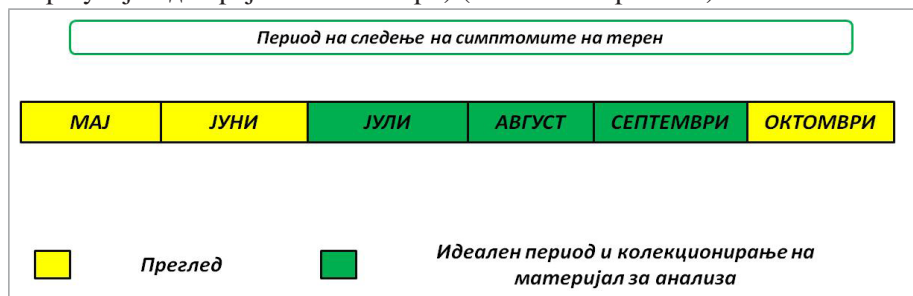 Период на следење на симптомите на терен
МАЈ ЈУНИ ЈУЛИ АВГУСТ СЕПТЕМВРИ ОКТОМВРИ
Преглед
Идеален период и колекционирање на
материјал за анализа